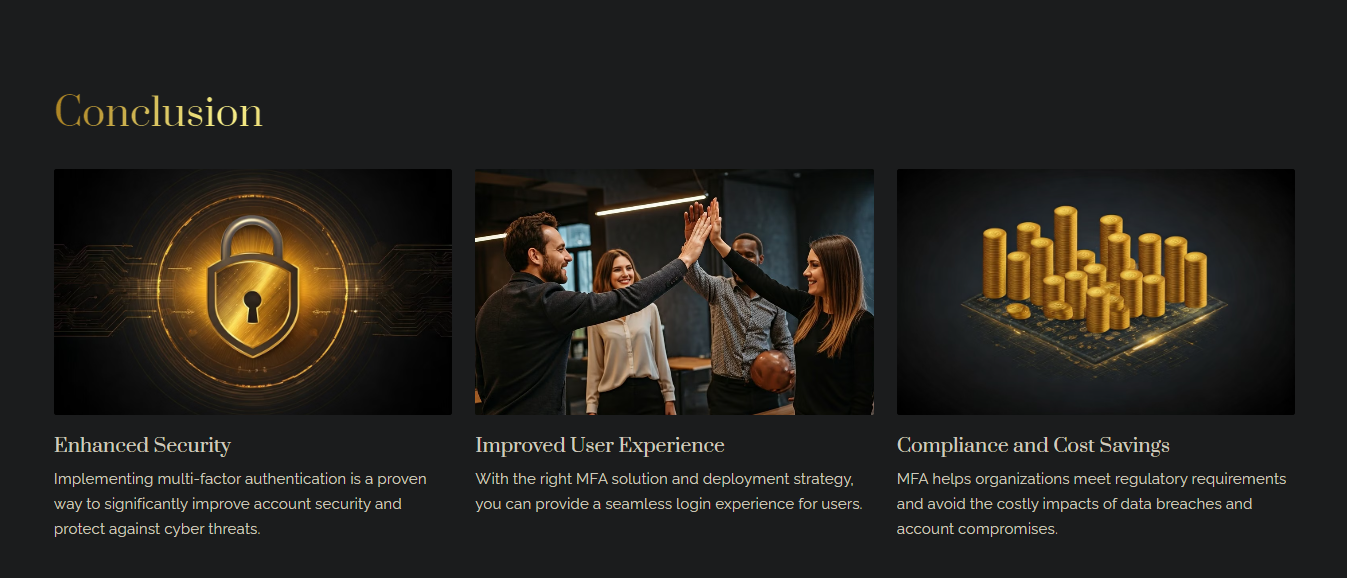 Conclusion
Enhanced Security
Implementing multi-factor authentication is a proven
way to significantly improve account security and
protect against cyber threats.
Improved User Experience
With the right MFA solution and deployment strategy,
you can provide a seamless login experience for users.
Compliance and Cost Savings
MFA helps organizations meet regulatory requirements
and avoid the costly impacts of data breaches and
account compromises.